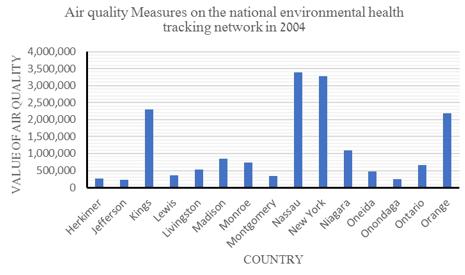 Air quality Measures on the national environmental health
tracking network in 2004
VALUE OF AIR QUALITY
4,000,000
3,500,000
3,000,000
2,500,000
2,000,000
1,500,000
1,000,000
500,000
0
Herkimer
Jefferson
Kings
Lewis
Livingston
Madison
Monroe
Montgomery
Nassau
New York
Niagara
Oneida
Onondaga
Ontario
Orange
COUNTRY